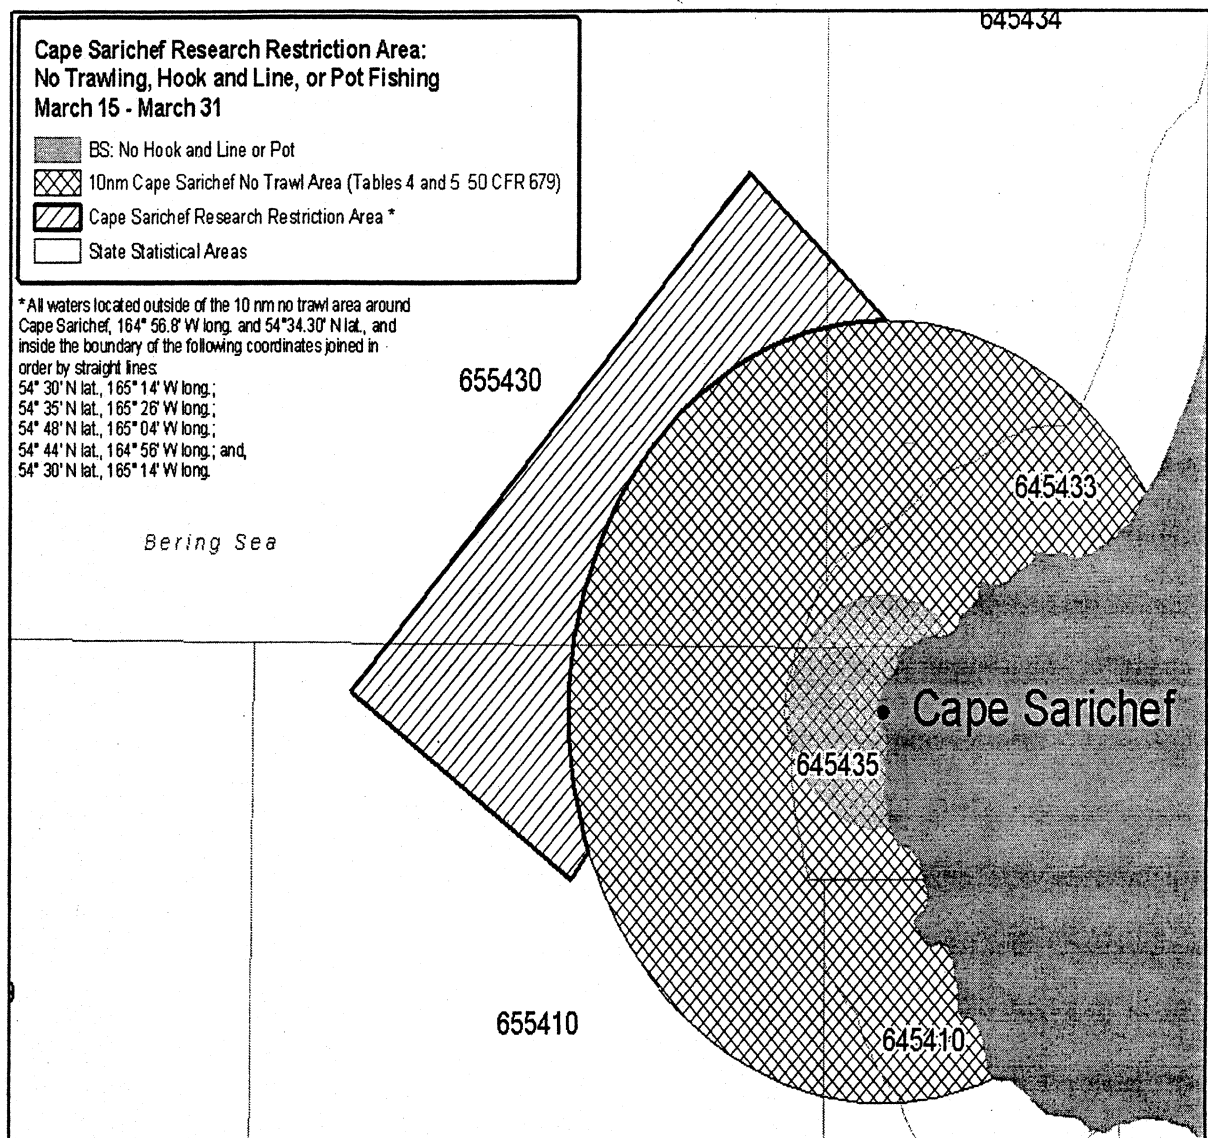 645434
Cape Sarichef Research Restriction Area:
No Trawling, Hook and Line, or Pot Fishing
March 15 - March 31
BS: No Hook and Line or Pot
10nm Cape Sarichef No Trawl Area (Tables 4 and 5 50 CFR 679)
Cape Sarichef Research Restriction Area *
State Statistical Areas
*All waters located outside of the 10 nm no trawl area around
Cape Sarichef, 164° 56.8' W long. and 54°34.30' N lat., and
inside the boundary of the following coordinates joined in
order by straight lines:
54° 30' N lat., 165° 14' W long.;
54° 35' N lat., 165° 26' W long.;
54° 48' N lat., 165° 04' W long.;
54° 44' N lat., 164° 56' W long.; and,
54° 30' N lat., 165° 14' W long.
655430
645433
Bering Sea
Cape Sarichef
645435
655410
645410